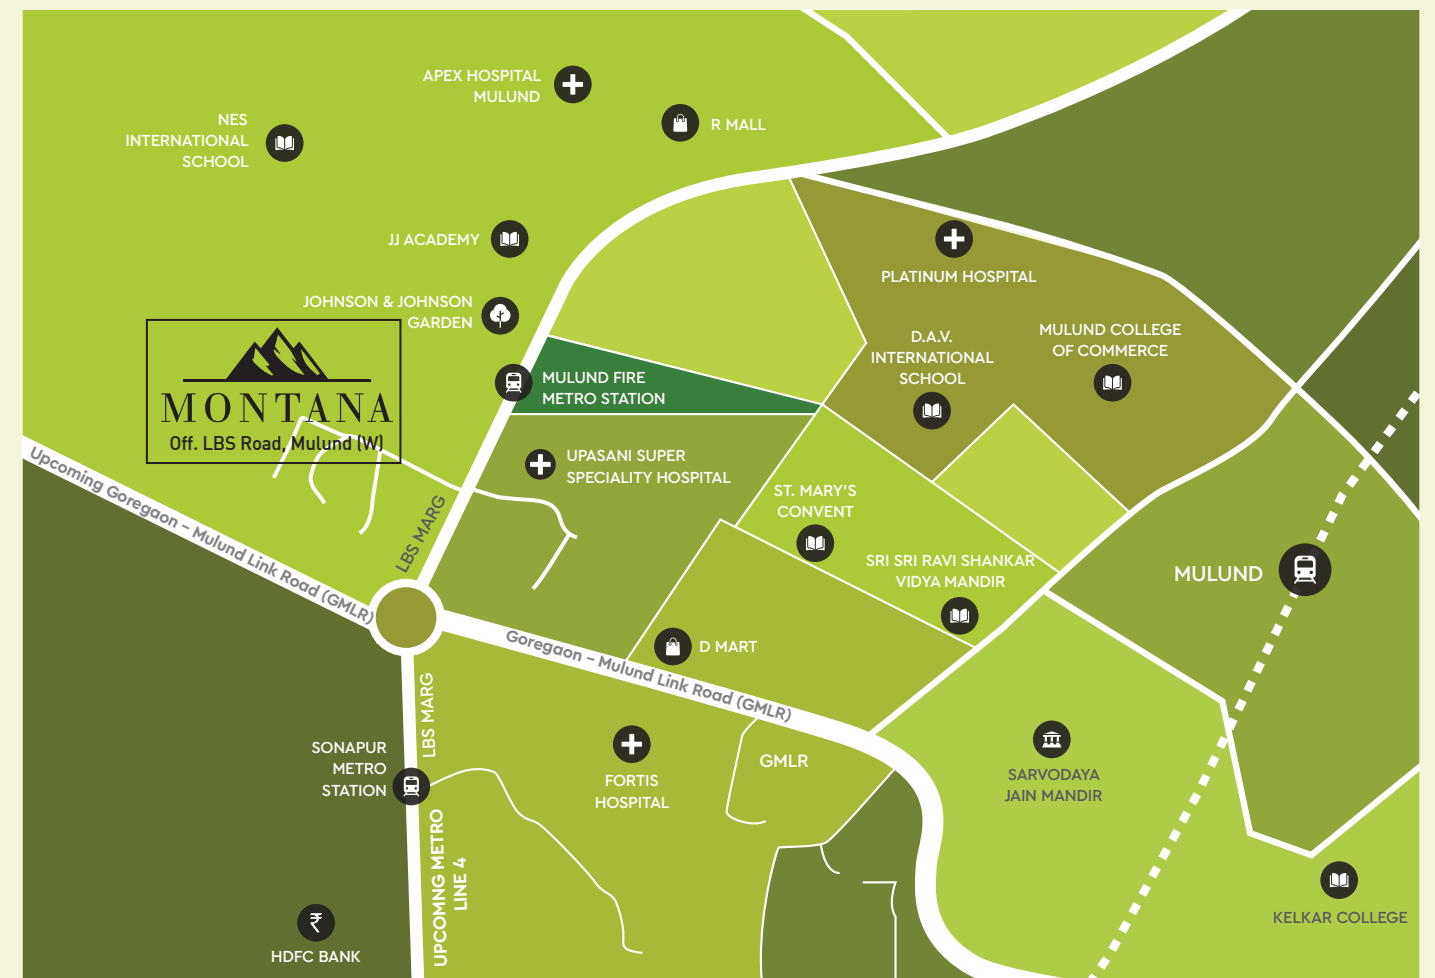 APEX HOSPITAL
MULUND
R MALL
NES
INTERNATIONAL
SCHOOL
JJ ACADEMY
PLATINUM HOSPITAL
JOHNSON & JOHNSON
GARDEN
MULUND COLLEGE
OF COMMERCE
D.A.V.
INTERNATIONAL
SCHOOL
MULUND FIRE
METRO STATION
MONTANA
Off. LBS Road, Mulund (W)
UPASANI SUPER
SPECIALITY HOSPITAL
ST. MARY'S
CONVENT
Upcoming Goregaon – Mulund Link Road (GMLR)
LBS MARG
SRI SRI RAVI SHANKAR
VIDYA MANDIR
MULUND
D MART
Goregaon – Mulund Link Road (GMLR)
LBS MARG
SONAPUR
METRO
STATION
GMLR
FORTIS
HOSPITAL
SARVODAYA
JAIN MANDIR
UPCOMNG METRO
LINE 4
KELKAR COLLEGE
₹
HDFC BANK